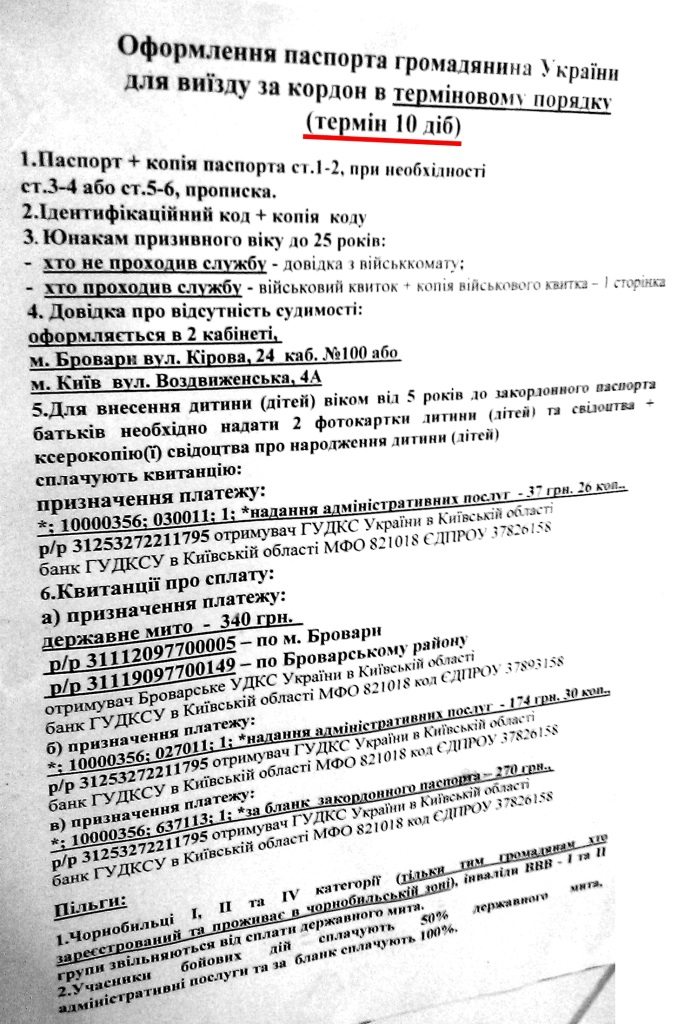 Оформлення паспорта громадянина України
для виїзду за кордон в терміновому порядку
(термін 10 діб)
1.Паспорт + копія паспорта ст.1-2, при необхідності
ст.3-4 або ст.5-6, прописка.
2.Ідентифікаційний код + копія коду
3. Юнакам призивного віку до 25 років:
- хто не проходив службу - довідка з військкомату;
- хто проходив службу - військовий квиток + копія військового квитка – 1 сторінка
4. Довідка про відсутність судимості:
оформляється в 2 кабінеті,
м. Бровари вул. Кірова, 24 каб. №100 або
м. Київ вул. Воздвиженська, 4А
5.Для внесення дитини (дітей) віком від 5 років до закордонного паспорта
батьків необхідно надати 2 фотокартки дитини (дітей) та свідоцтва +
ксерокопію(ї) свідоцтва про народження дитини (дітей)
сплачують квитанцію:
призначення платежу:
*; 10000356; 030011; 1; *надання адміністративних послуг - 37 грн. 26 коп.,
р/р 31253272211795 отримувач ГУДКС України в Київській області
банк ГУДКСУ в Київській області МФО 821018 ЄДПРОУ 37826158
6.Квитанції про сплату:
а) призначення платежу:
державне мито - 340 грн.
р/р 31112097700005 – по м. Бровари
р/р 31119097700149 – по Броварському району
отримувач Броварське УДКС України в Київській області
банк ГУДКСУ в Київській області МФО 821018 код ЄДПРОУ 37893158
б) призначення платежу:
*; 10000356; 027011; 1; *надання адміністративних послуг - 174 грн. 30 коп.,
р/р 31253272211795 отримувач ГУДКС України в Київській області
банк ГУДКСУ в Київській області МФО 821018 код ЄДПРОУ 37826158
в) призначення платежу:
*; 10000356; 637113; 1; *за бланк закордонного паспорта – 270 грн.,
р/р 31253272211795 отримувач ГУДКС України в Київській області
банк ГУДКСУ в Київській області МФО 821018 код ЄДПРОУ 37826158
Пільги:
1.Чорнобильці І, ІІ та IV категорії (тільки тим громадянам хто
зареєстрований та проживає в чорнобильській зоні), інваліди ВВВ - І та ІІ
групи звільняються від сплати державного мита.
2.Учасники бойових дій сплачують 50% державного мита,
адміністративні послуги та за бланк сплачують 100%.